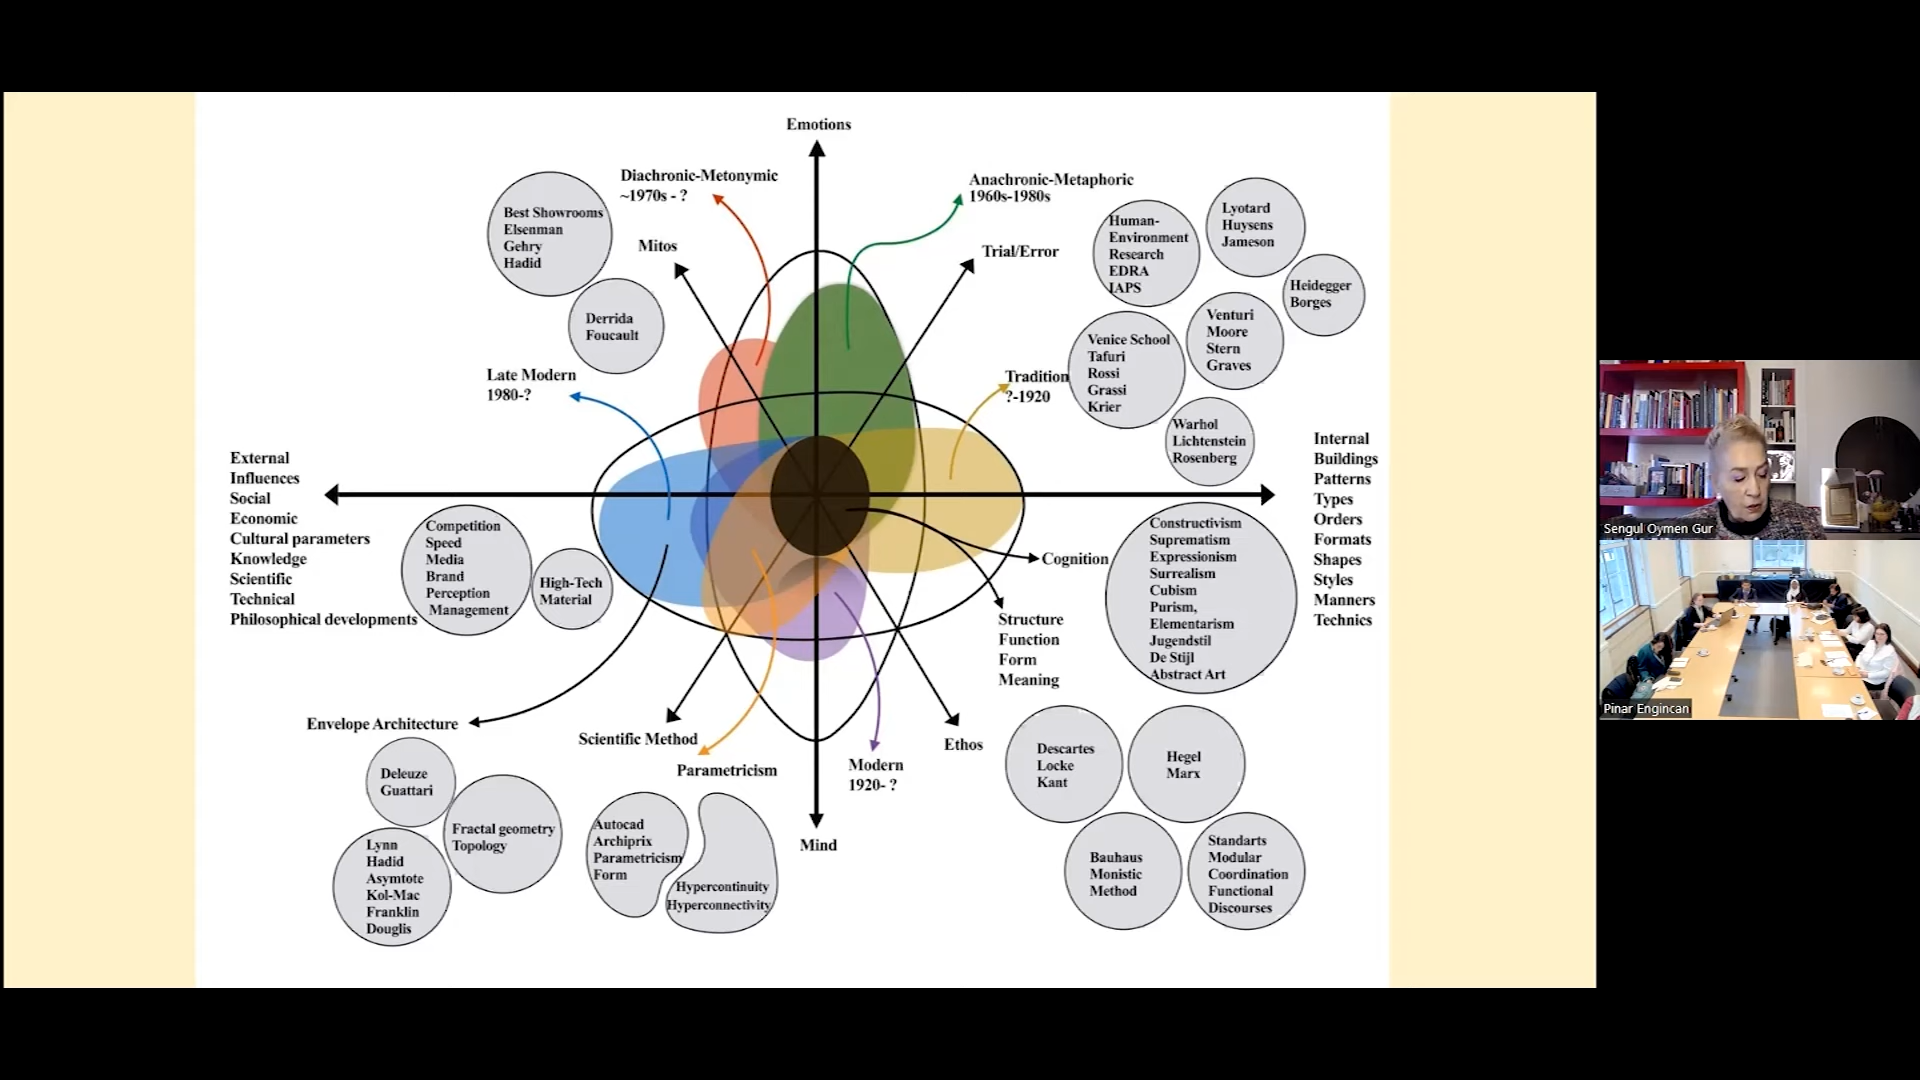 Emotions
Diachronic-Metonymic
~1970s - ?
Anachronic-Metaphoric
1960s-1980s
Best Showrooms
Elsenman
Gehry
Hadid
Mitos
Trial/Error
Human-
Environment
Research
EDRA
IAPS
Lyotard
Huysens
Jameson
Heidegger
Borges
Derrida
Foucault
Venturi
Moore
Stern
Graves
Venice School
Tafuri
Rossi
Grassi
Krier
Late Modern
1980-?
Tradition
?-1920
Warhol
Lichtenstein
Rosenberg
External
Influences
Social
Economic
Cultural parameters
Knowledge
Scientific
Technical
Philosophical developments
Internal
Buildings
Patterns
Types
Orders
Formats
Shapes
Styles
Manners
Technics
Competition
Speed
Media
Brand
Perception
Management
High-Tech
Material
Cognition
Constructivism
Suprematism
Expressionism
Surrealism
Cubism
Purism,
Elementarism
Jugendstil
De Stijl
Abstract Art
Structure
Function
Form
Meaning
Envelope Architecture
Scientific Method
Parametricism
Modern
1920- ?
Ethos
Descartes
Locke
Kant
Hegel
Marx
Deleuze
Guattari
Fractal geometry
Topology
Lynn
Hadid
Asymtote
Kol-Mac
Franklin
Douglis
Autocad
Archiprix
Parametricism
Form
Hypercontinuity
Hyperconnectivity
Mind
Bauhaus
Monistic
Method
Standarts
Modular
Coordination
Functional
Discourses
Sengul Oymen Gur
Pinar Engincan